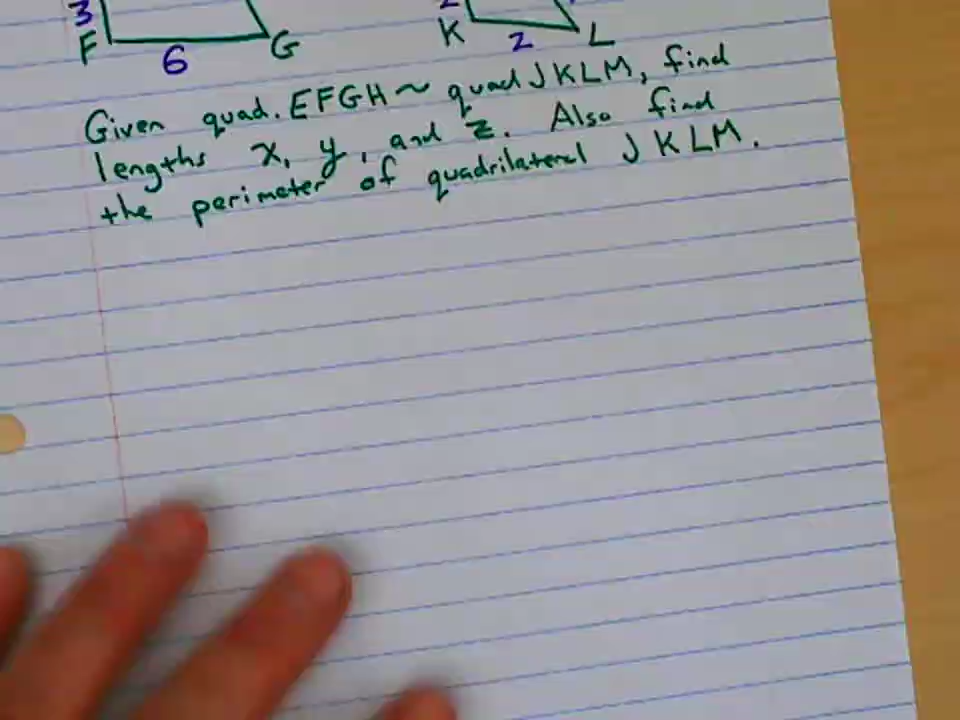 3
F
6
G
K
2
L
Given quad. EFGH ~ quad JKLM, find
lengths x, y, and z. Also find
the perimeter of quadrilateral JKLM.